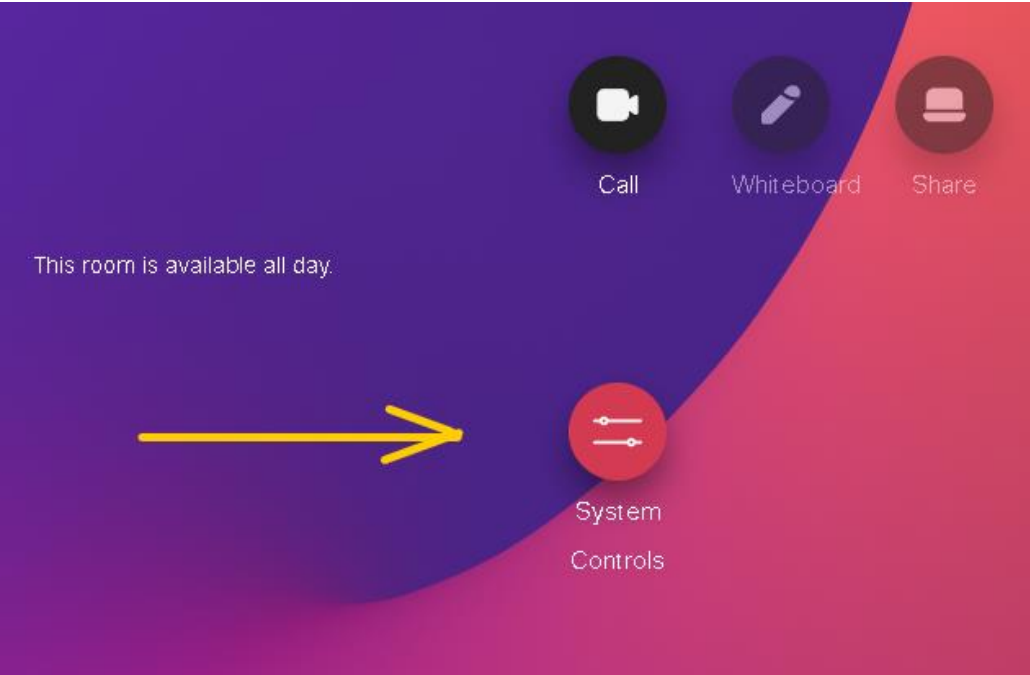 Call
Whiteboard
Share
This room is available all day.
System
Controls